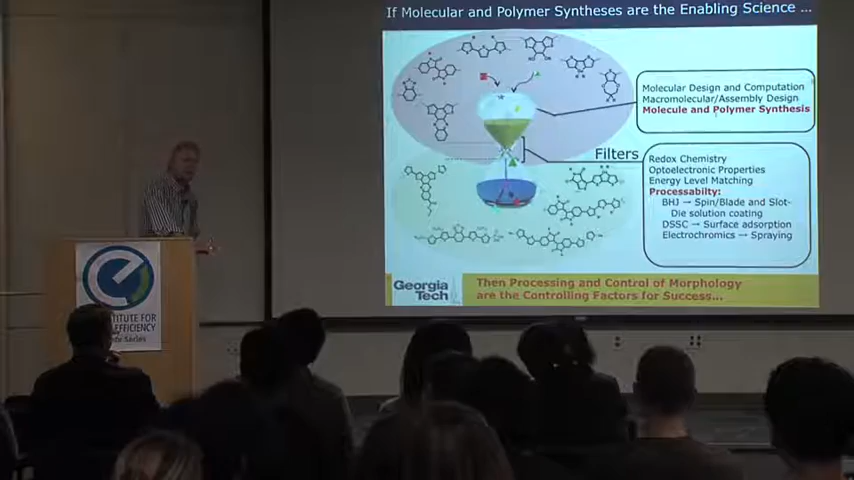 If Molecular and Polymer Syntheses are the Enabling Science ...
Molecular Design and Computation
Macromolecular/Assembly Design
Molecule and Polymer Synthesis
Filters
Redox Chemistry
Optoelectronic Properties
Energy Level Matching
Processabilty:
BHJ → Spin/Blade and Slot-
Die solution coating
DSSC → Surface adsorption
Electrochromics → Spraying
Georgia
Tech
Then Processing and Control of Morphology
are the Controlling Factors for Success...
e
TITUTE FOR
EFFICIENCY
Series